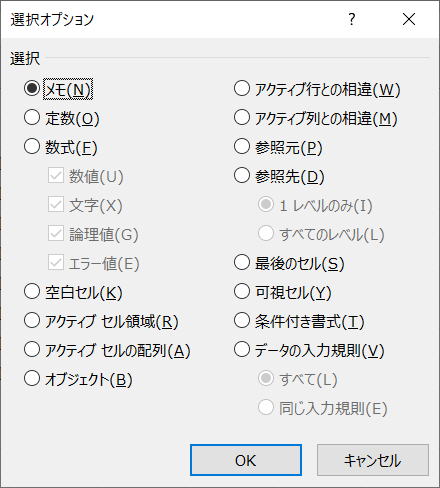 選択オプション ?
選択
メモ(N)
定数(O)
数式(F)
数値(U)
文字(X)
論理値(G)
エラー値(E)
空白セル(K)
アクティブ セル領域(R)
アクティブ セルの配列(A)
オブジェクト(B)
アクティブ行との相違(W)
アクティブ列との相違(M)
参照元(P)
参照先(D)
1 レベルのみ(I)
すべてのレベル(L)
最後のセル(S)
可視セル(Y)
条件付き書式(T)
データの入力規則(V)
すべて(L)
同じ入力規則(E)
OK
キャンセル